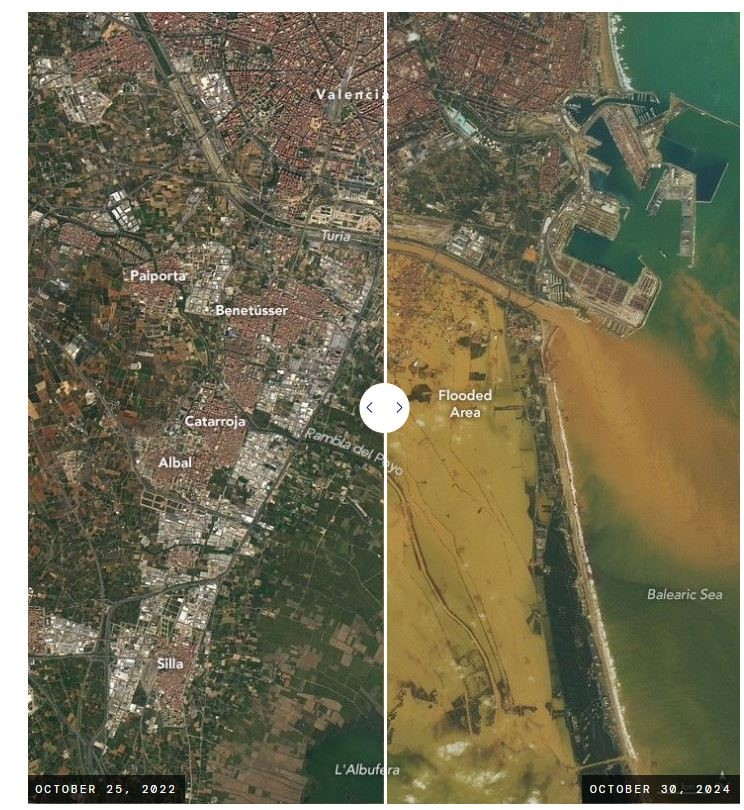 Valencia
Turia
Paiporta
Benetússer
Flooded
Area
Catarroja
Rambla del Poyo
Albal
Balearic Sea
Silla
L'Albufera
OCTOBER 25, 2022
OCTOBER 30, 2024